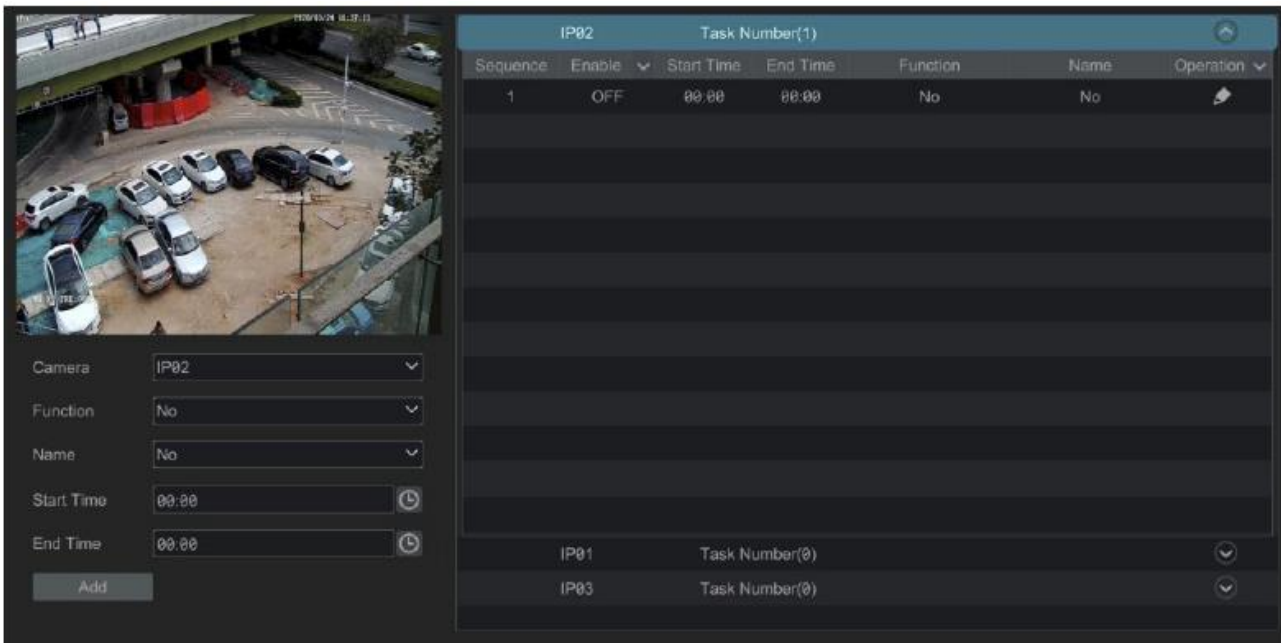 IP02 Task Number(1)
Sequence Enable Start Time End Time Function Name Operation
1 OFF 00:00 00:00 No No
Camera IP02
Function No
Name No
Start Time 00:00
End Time 00:00
Add
IP01 Task Number(0)
IP03 Task Number(0)